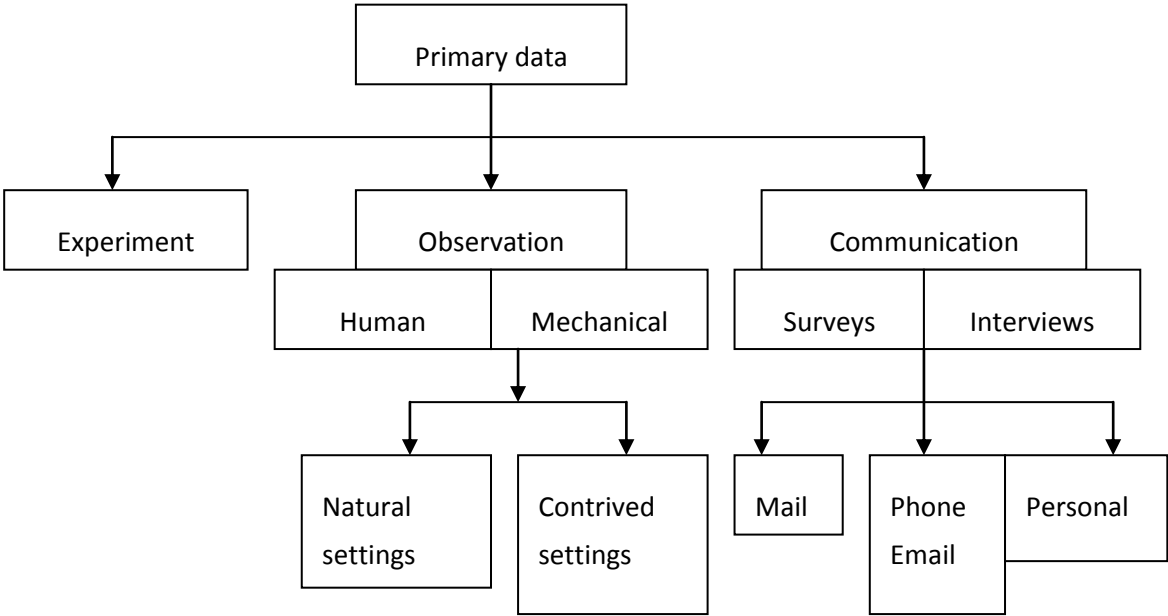 Primary data
Experiment
Observation
Communication
Human
Mechanical
Surveys
Interviews
Natural
settings
Contrived
settings
Mail
Phone
Email
Personal